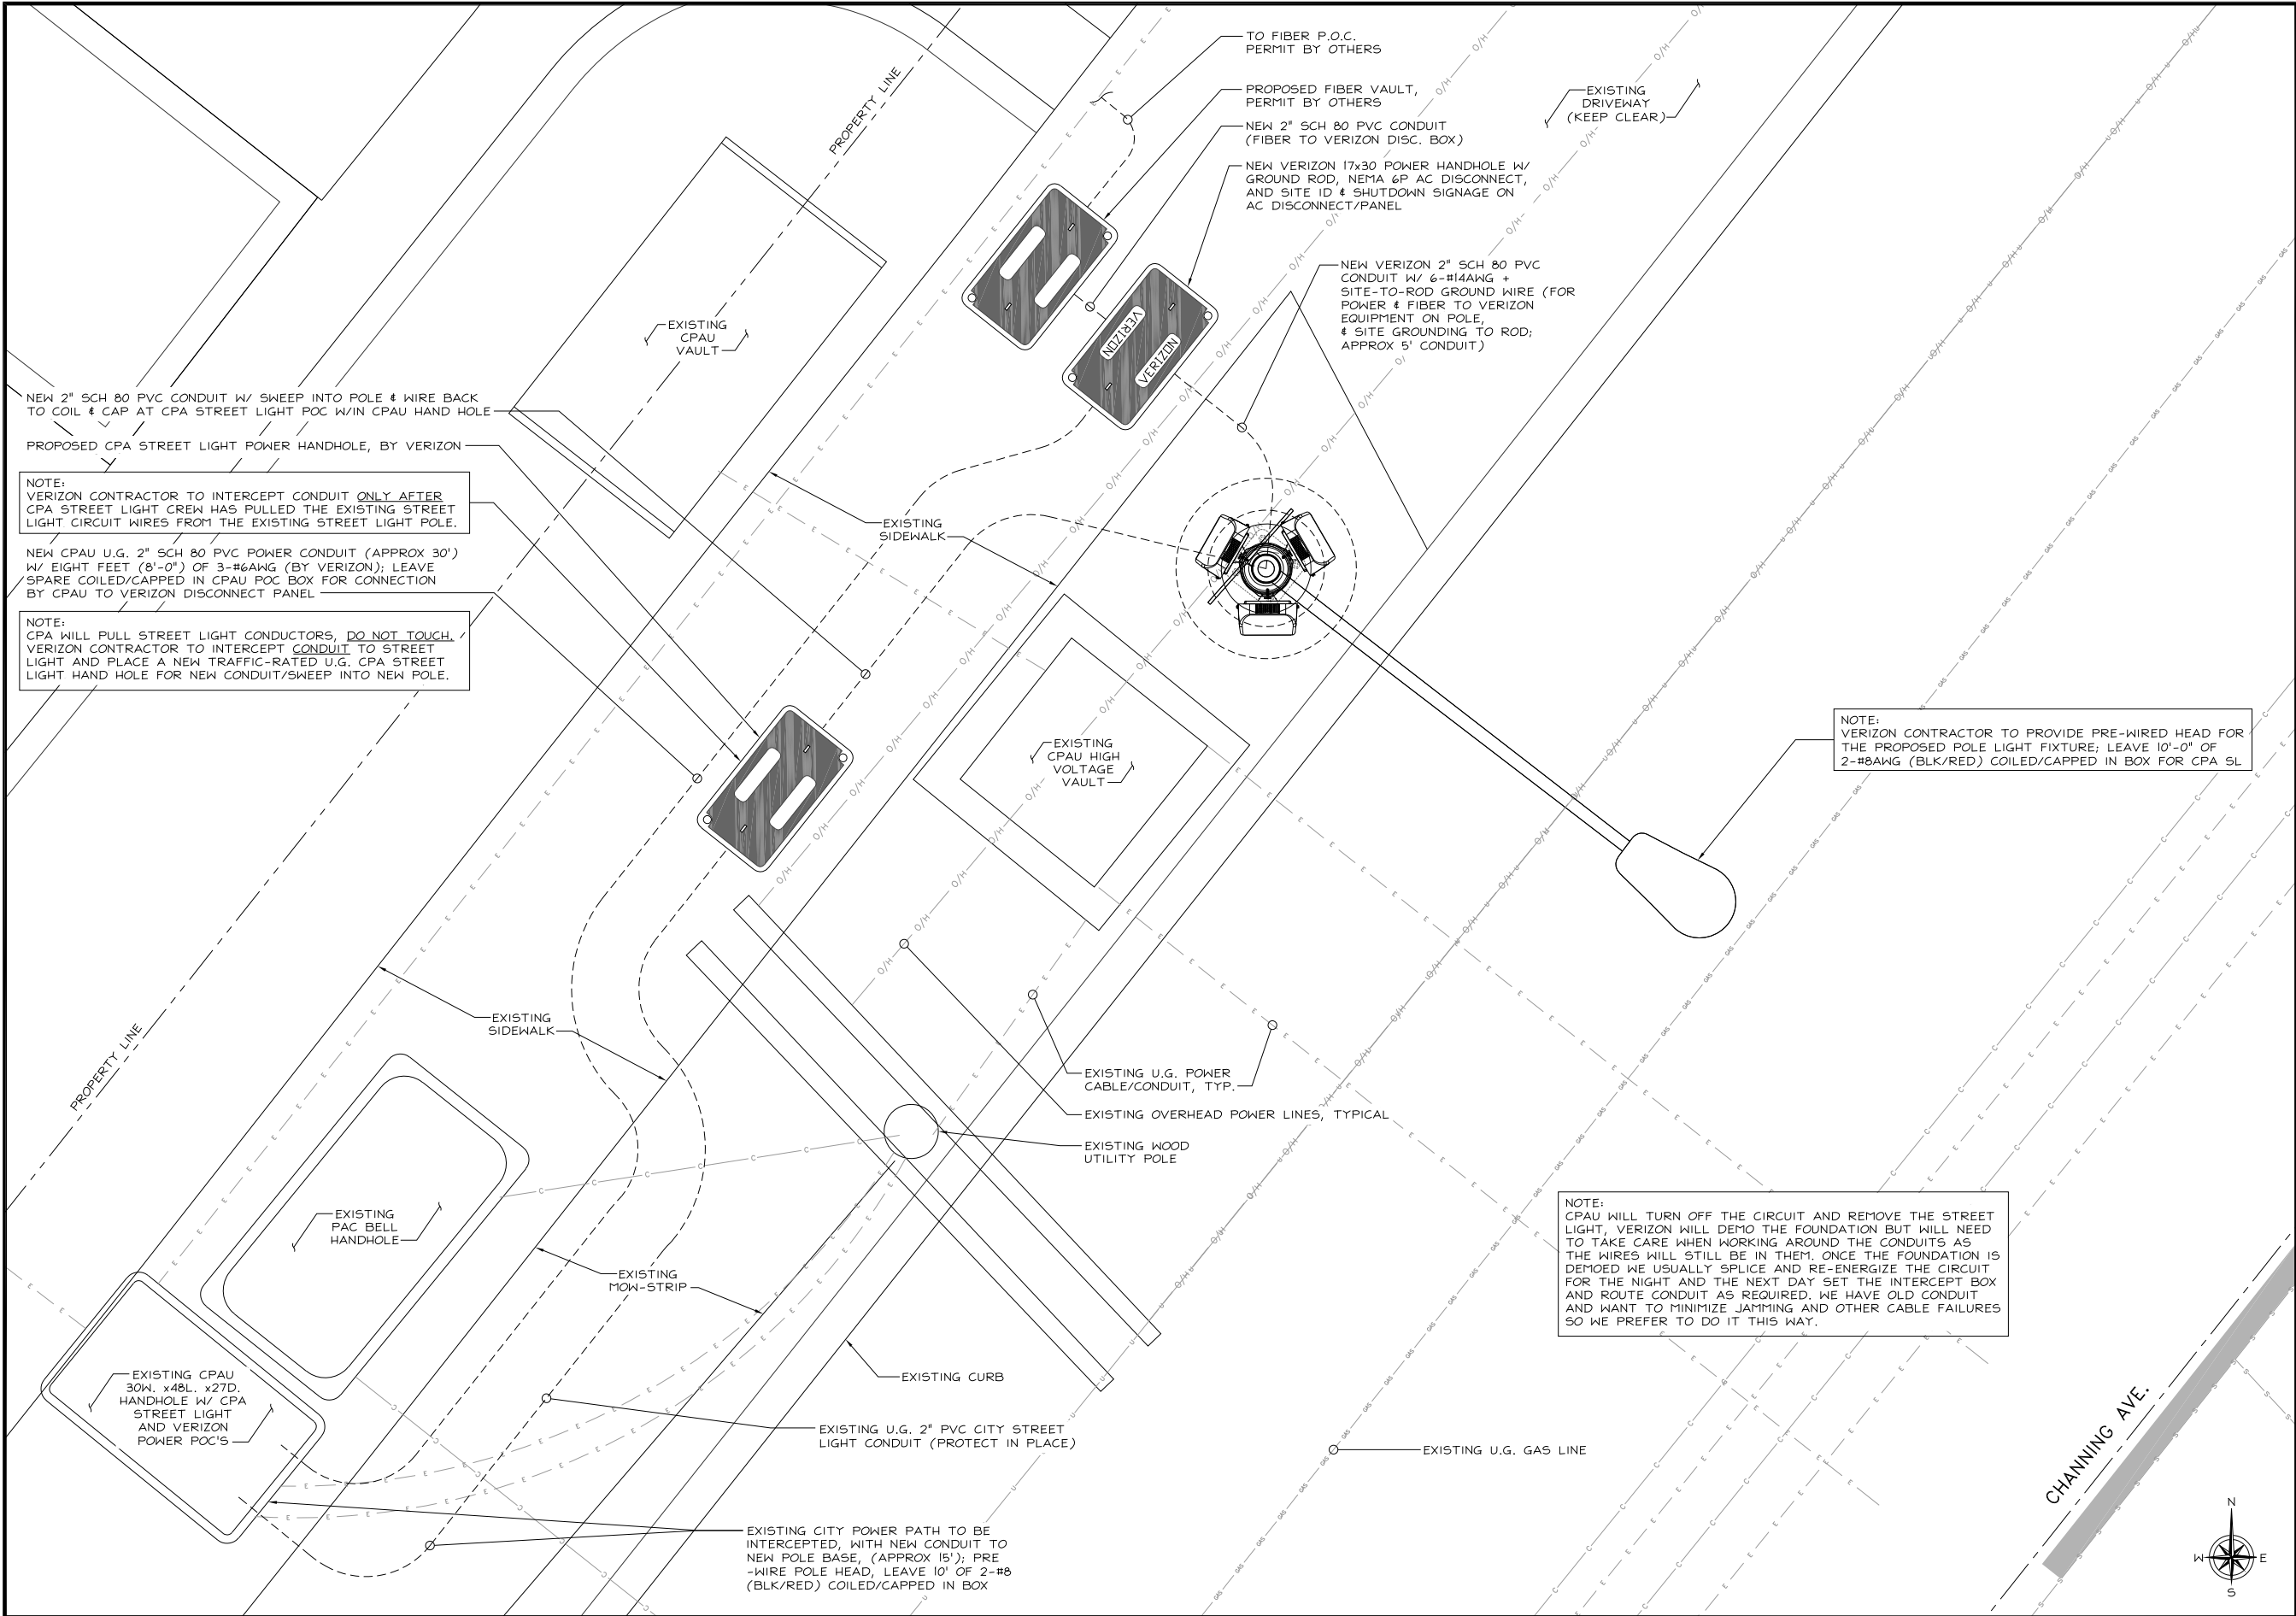 TO FIBER P.O.C.
PERMIT BY OTHERS
PROPERTY LINE
PROPOSED FIBER VAULT,
PERMIT BY OTHERS
EXISTING
DRIVEWAY
(KEEP CLEAR)
NEW 2" SCH 80 PVC CONDUIT
(FIBER TO VERIZON DISC. BOX)
NEW VERIZON 17x30 POWER HANDHOLE W/
GROUND ROD, NEMA 6P AC DISCONNECT,
AND SITE ID & SHUTDOWN SIGNAGE ON
AC DISCONNECT/PANEL
NEW VERIZON 2" SCH 80 PVC
CONDUIT W/ 6-#14AWG +
SITE-TO-ROD GROUND WIRE (FOR
POWER & FIBER TO VERIZON
EQUIPMENT ON POLE,
& SITE GROUNDING TO ROD;
APPROX 5' CONDUIT)
VERIZON
VERIZON
EXISTING
CPAU
VAULT
NEW 2" SCH 80 PVC CONDUIT W/ SWEEP INTO POLE & WIRE BACK
TO COIL & CAP AT CPA STREET LIGHT POC W/IN CPAU HAND HOLE
PROPOSED CPA STREET LIGHT POWER HANDHOLE, BY VERIZON
NOTE:
VERIZON CONTRACTOR TO INTERCEPT CONDUIT ONLY AFTER
CPA STREET LIGHT CREW HAS PULLED THE EXISTING STREET
LIGHT CIRCUIT WIRES FROM THE EXISTING STREET LIGHT POLE.
NEW CPAU U.G. 2" SCH 80 PVC POWER CONDUIT (APPROX 30')
W/ EIGHT FEET (8'-0") OF 3-#6AWG (BY VERIZON); LEAVE
SPARE COILED/CAPPED IN CPAU POC BOX FOR CONNECTION
BY CPAU TO VERIZON DISCONNECT PANEL
NOTE:
CPA WILL PULL STREET LIGHT CONDUCTORS, DO NOT TOUCH.
VERIZON CONTRACTOR TO INTERCEPT CONDUIT TO STREET
LIGHT AND PLACE A NEW TRAFFIC-RATED U.G. CPA STREET
LIGHT HAND HOLE FOR NEW CONDUIT/SWEEP INTO NEW POLE.
EXISTING
SIDEWALK
EXISTING
CPAU HIGH
VOLTAGE
VAULT
NOTE:
VERIZON CONTRACTOR TO PROVIDE PRE-WIRED HEAD FOR
THE PROPOSED POLE LIGHT FIXTURE; LEAVE 10'-0" OF
2-#8AWG (BLK/RED) COILED/CAPPED IN BOX FOR CPA SL
PROPERTY LINE
EXISTING
SIDEWALK
EXISTING U.G. POWER
CABLE/CONDUIT, TYP.
EXISTING OVERHEAD POWER LINES, TYPICAL
EXISTING WOOD
UTILITY POLE
EXISTING
PAC BELL
HANDHOLE
EXISTING
MOW-STRIP
NOTE:
CPAU WILL TURN OFF THE CIRCUIT AND REMOVE THE STREET
LIGHT, VERIZON WILL DEMO THE FOUNDATION BUT WILL NEED
TO TAKE CARE WHEN WORKING AROUND THE CONDUITS AS
THE WIRES WILL STILL BE IN THEM. ONCE THE FOUNDATION IS
DEMOED WE USUALLY SPLICE AND RE-ENERGIZE THE CIRCUIT
FOR THE NIGHT AND THE NEXT DAY SET THE INTERCEPT BOX
AND ROUTE CONDUIT AS REQUIRED. WE HAVE OLD CONDUIT
AND WANT TO MINIMIZE JAMMING AND OTHER CABLE FAILURES
SO WE PREFER TO DO IT THIS WAY.
EXISTING CPAU
30W. x48L. x27D.
HANDHOLE W/ CPA
STREET LIGHT
AND VERIZON
POWER POC'S
EXISTING CURB
EXISTING U.G. 2" PVC CITY STREET
LIGHT CONDUIT (PROTECT IN PLACE)
EXISTING U.G. GAS LINE
CHANNING AVE.
EXISTING CITY POWER PATH TO BE
INTERCEPTED, WITH NEW CONDUIT TO
NEW POLE BASE, (APPROX 15'); PRE
-WIRE POLE HEAD, LEAVE 10' OF 2-#8
(BLK/RED) COILED/CAPPED IN BOX
N
W E
S